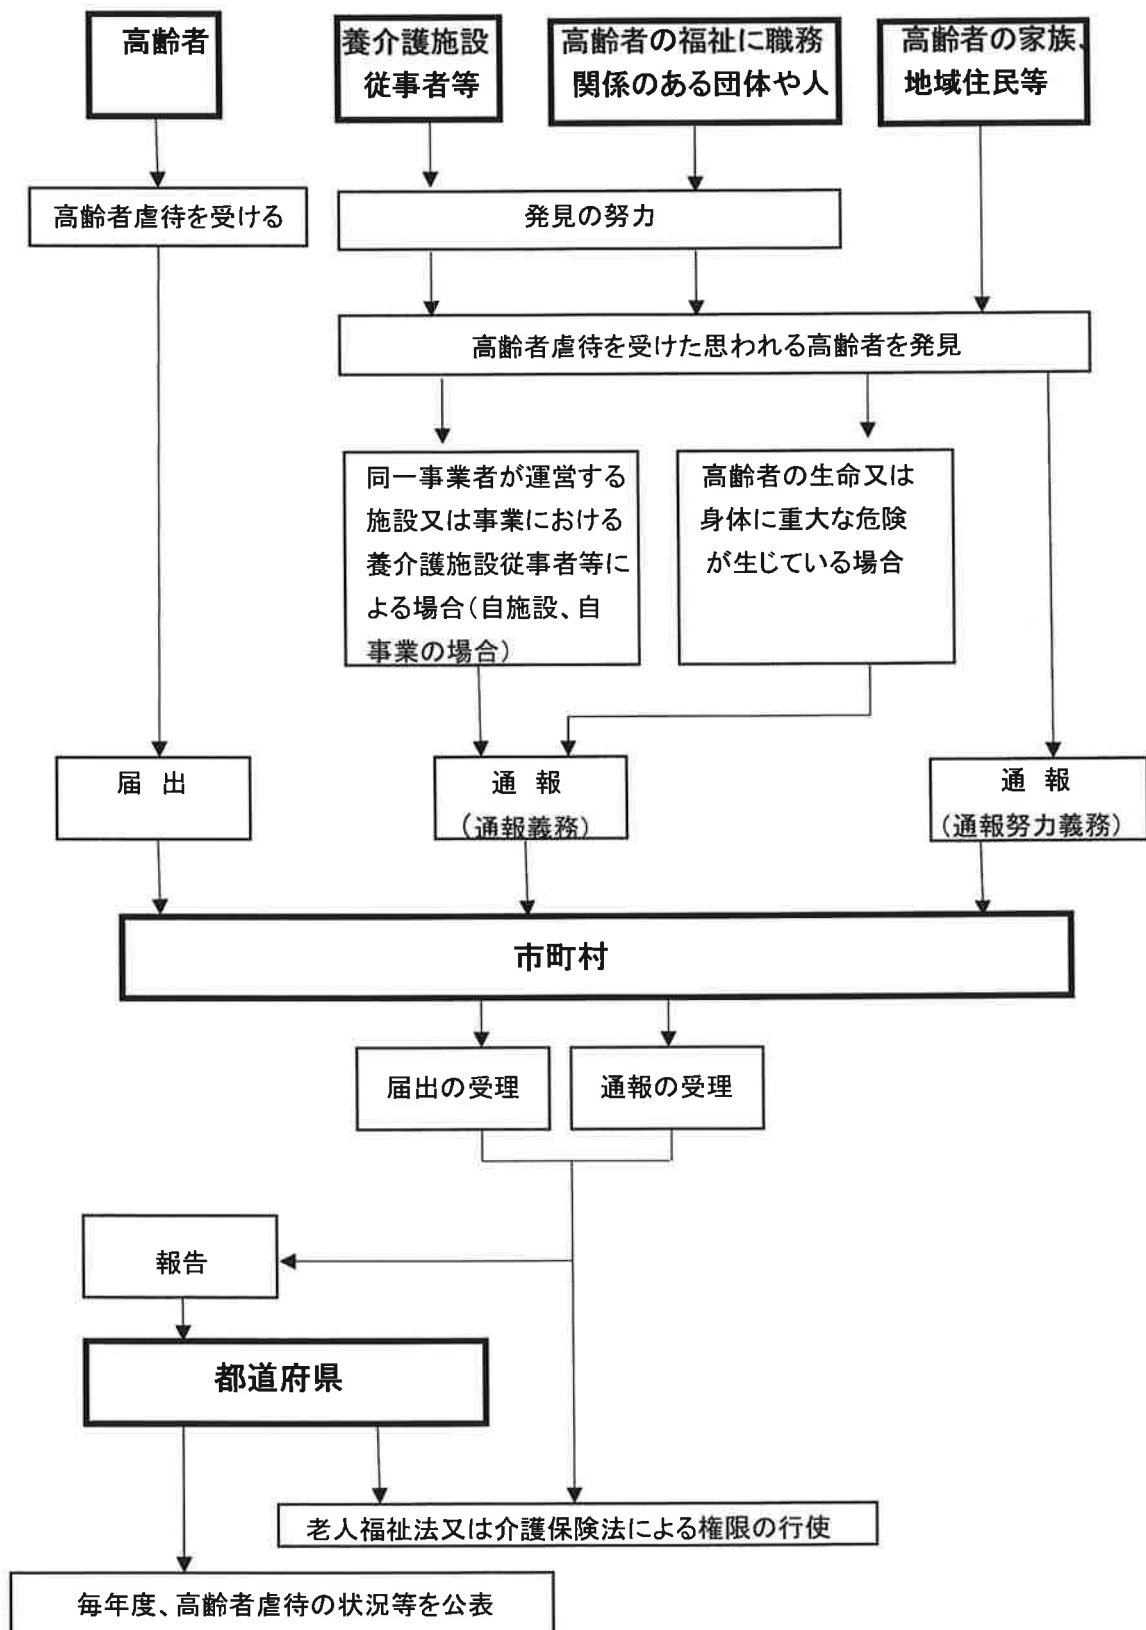 高齢者
養介護施設
従事者等
高齢者の福祉に職務
関係のある団体や人
高齢者の家族、
地域住民等
高齢者虐待を受ける
発見の努力
高齢者虐待を受けた思われる高齢者を発見
同一事業者が運営する
施設又は事業における
養介護施設従事者等に
よる場合(自施設、自
事業の場合)
高齢者の生命又は
身体に重大な危険
が生じている場合
届 出
通 報
(通報義務)
通 報
(通報努力義務)
市町村
届出の受理
通報の受理
報告
都道府県
老人福祉法又は介護保険法による権限の行使
毎年度、高齢者虐待の状況等を公表